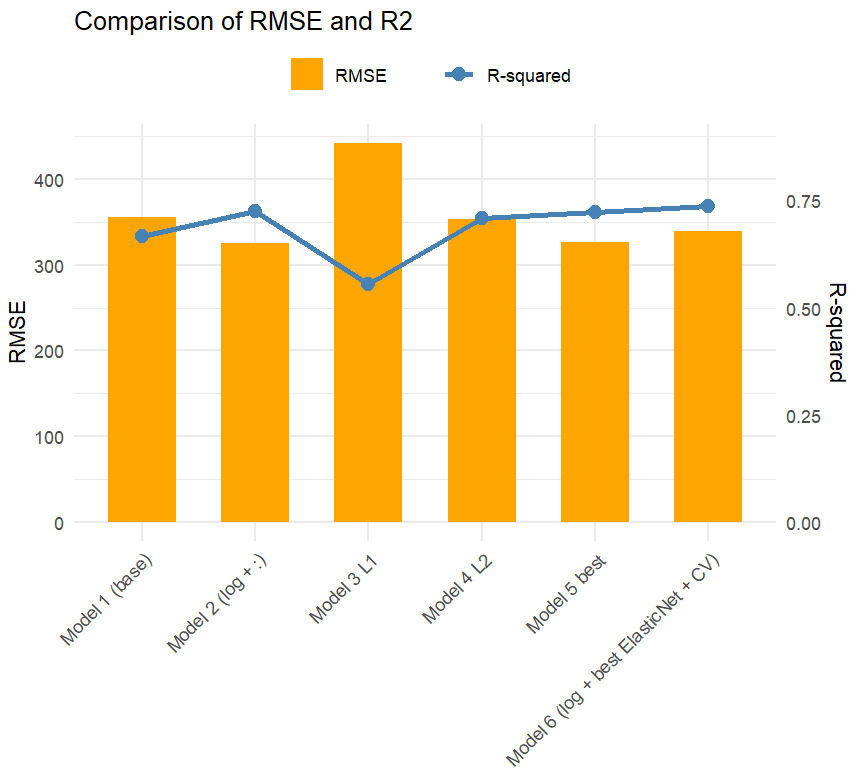 Comparison of RMSE and R2
RMSE
R-squared
RMSE
400
300
200
100
0
0.75
0.50
0.25
0.00
R-squared
Model 1 (base)
Model 2 (log + :)
Model 3 L1
Model 4 L2
Model 5 best
Model 6 (log + best ElasticNet + CV)